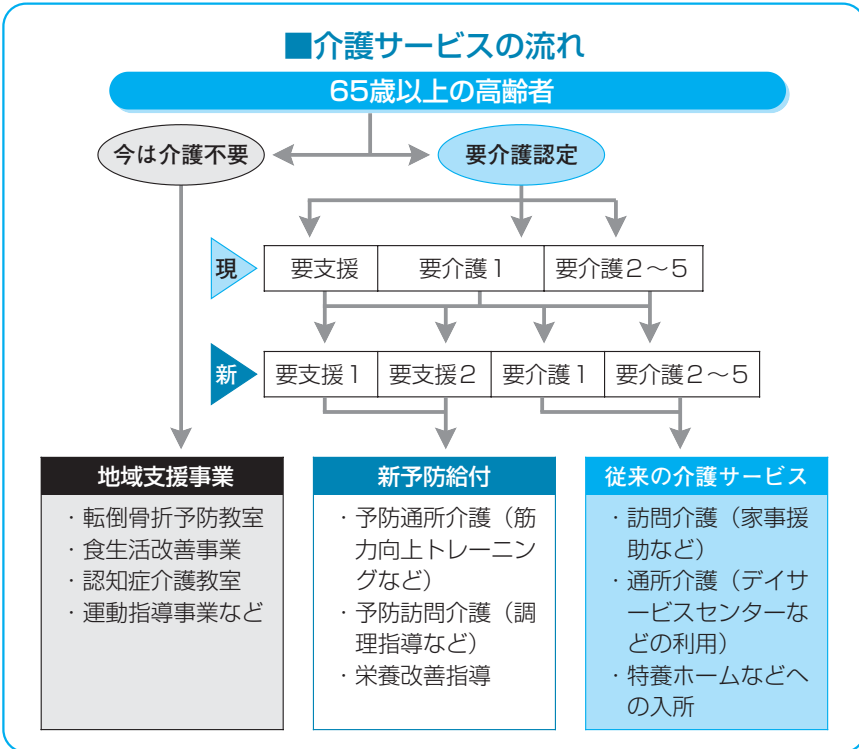 ■介護サービスの流れ
65歳以上の高齢者
今は介護不要
要介護認定
現
要支援
要介護1
要介護2～5
新
要支援1
要支援2
要介護1
要介護2～5
地域支援事業
・転倒骨折予防教室
・食生活改善事業
・認知症介護教室
・運動指導事業など
新予防給付
・予防通所介護（筋
力向上トレーニン
グなど）
・予防訪問介護（調
理指導など）
・栄養改善指導
従来の介護サービス
・訪問介護（家事援
助など）
・通所介護（デイサ
ービスセンターな
どの利用）
・特養ホームなどへ
の入所